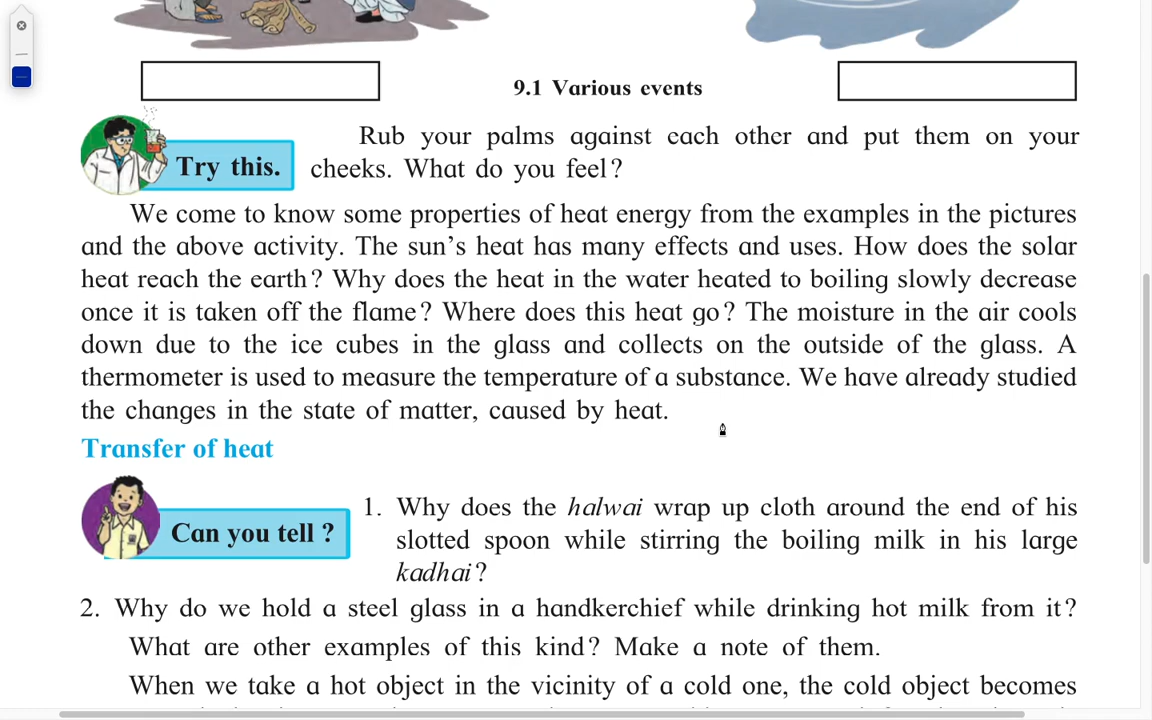 9.1 Various events
Rub your palms against each other and put them on your
Try this.
cheeks. What do you feel?
We come to know some properties of heat energy from the examples in the pictures
and the above activity. The sun's heat has many effects and uses. How does the solar
heat reach the earth? Why does the heat in the water heated to boiling slowly decrease
once it is taken off the flame? Where does this heat go? The moisture in the air cools
down due to the ice cubes in the glass and collects on the outside of the glass. A
thermometer is used to measure the temperature of a substance. We have already studied
the changes in the state of matter, caused by heat.
Transfer of heat
Can you tell ?
1. Why does the halwai wrap up cloth around the end of his
slotted spoon while stirring the boiling milk in his large
kadhai?
2. Why do we hold a steel glass in a handkerchief while drinking hot milk from it?
What are other examples of this kind? Make a note of them.
When we take a hot object in the vicinity of a cold one, the cold object becomes